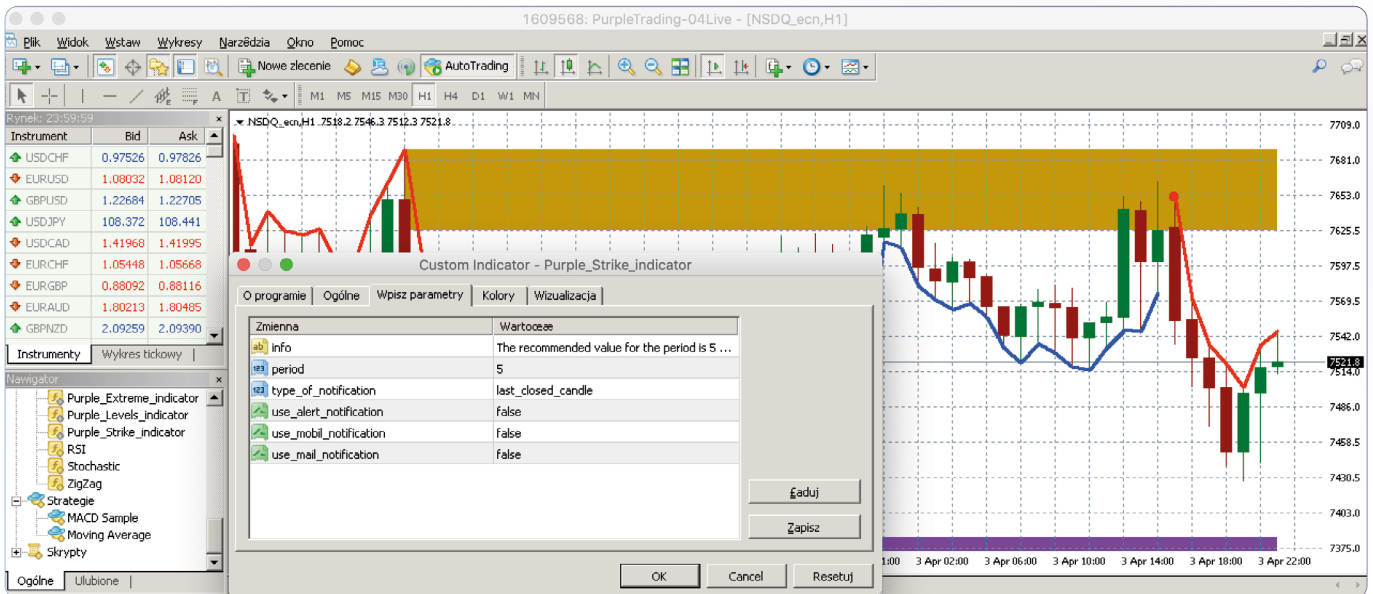 1609568: PurpleTrading-04Live - [NSDQ_ecn,H1]
Plik Widok Wstaw Wykresy Narzëdzia Okno Pomoc
Nowe zlecenie AutoTrading
A T M1 M5 M15 M30 H1 H4 D1 W1 MN
Rynek: 23:59:59
Instrument Bid Ask
USDCHF 0.97526 0.97826
EURUSD 1.08032 1.08120
GBPUSD 1.22684 1.22705
USDJPY 108.372 108.441
USDCAD 1.41968 1.41995
EURCHF 1.05448 1.05668
EURGBP 0.88092 0.88116
EURAUD 1.80213 1.80485
GBPNZD 2.09259 2.09390
Instrumenty Wykres tickowy
Nawigator
Purple_Extreme_indicator
Purple_Levels_indicator
Purple_Strike_indicator
RSI
Stochastic
ZigZag
Strategie
MACD Sample
Moving Average
Skrypty
Ogólne Ulubione
NSDQ_ecn,H1 7518.2 7546.3 7512.3 7521.8
Custom Indicator - Purple_Strike_indicator
O programie Ogólne Wpisz parametry Kolory Wizualizacja
Zmienna Wartoœæ
ab info The recommended value for the period is 5 ...
123 period 5
123 type_of_notification last_closed_candle
use_alert_notification false
use_mobil_notification false
use_mail_notification false
£aduj
Zapisz
OK Cancel Resetuj
7709.0
7681.0
7653.0
7625.5
7597.5
7569.5
7542.0
7521.8
7514.0
7486.0
7458.5
7430.5
7403.0
7375.0
1:00 3 Apr 02:00 3 Apr 06:00 3 Apr 10:00 3 Apr 14:00 3 Apr 18:00 3 Apr 22:00